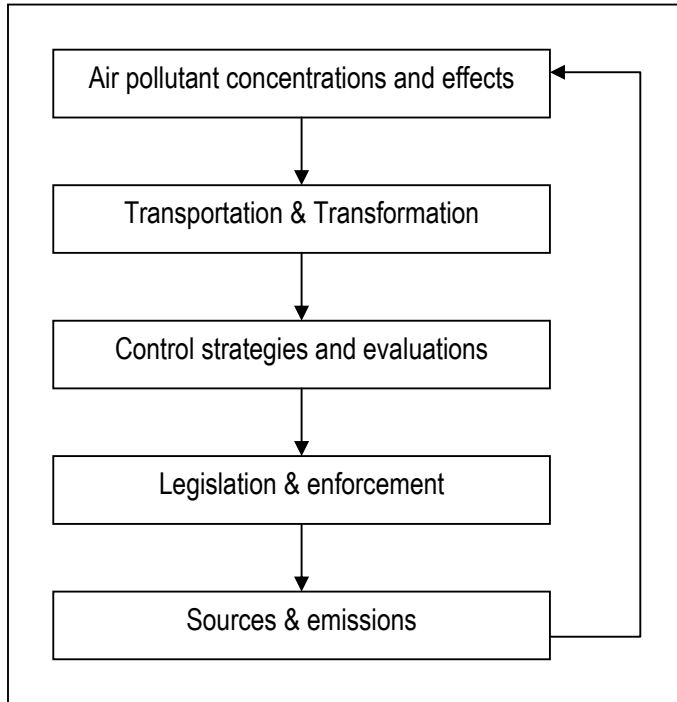 Air pollutant concentrations and effects
Transportation & Transformation
Control strategies and evaluations
Legislation & enforcement
Sources & emissions